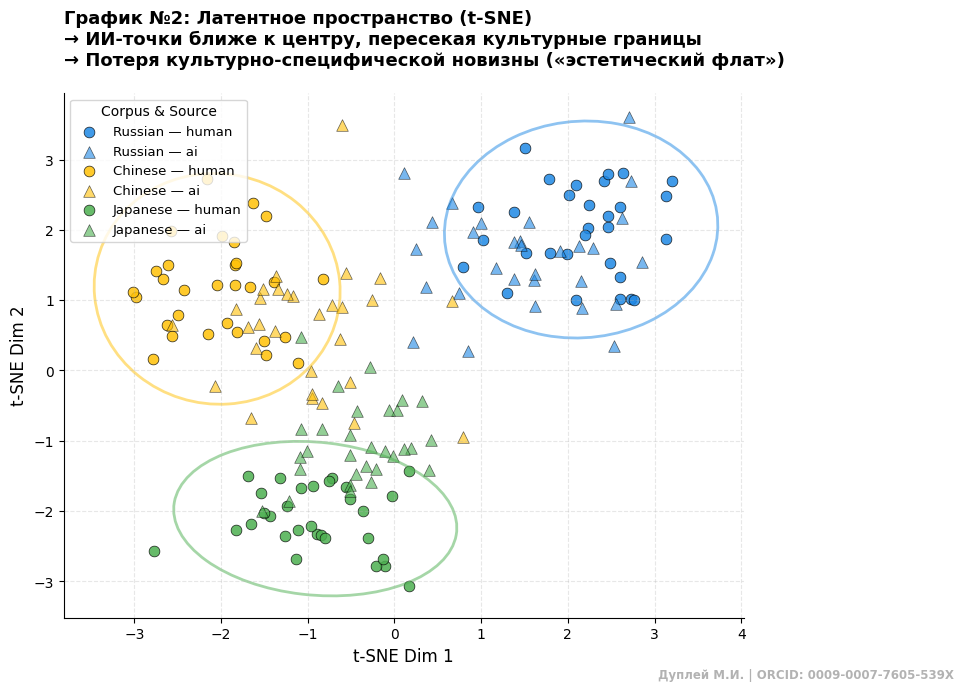 График №2: Латентное пространство (t-SNE)
→ ИИ-точки ближе к центру, пересекая культурные границы
→ Потеря культурно-специфической новизны («эстетический флат»)
Corpus & Source
Russian — human
Russian — ai
Chinese — human
Chinese — ai
Japanese — human
Japanese — ai
t-SNE Dim 2
3
2
1
0
−1
−2
−3
−3
−2
−1
0
1
2
3
4
t-SNE Dim 1
Дуплей М.И. | ORCID: 0009-0007-7605-539X